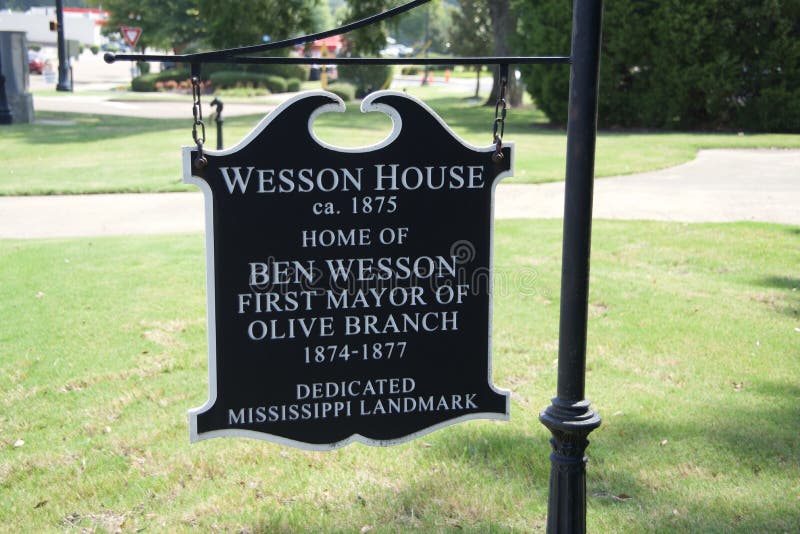 WESSON HOUSE
ca. 1875
HOME OF
BEN WESSON
FIRST MAYOR OF
OLIVE BRANCH
1874-1877
DEDICATED
MISSISSIPPI LANDMARK